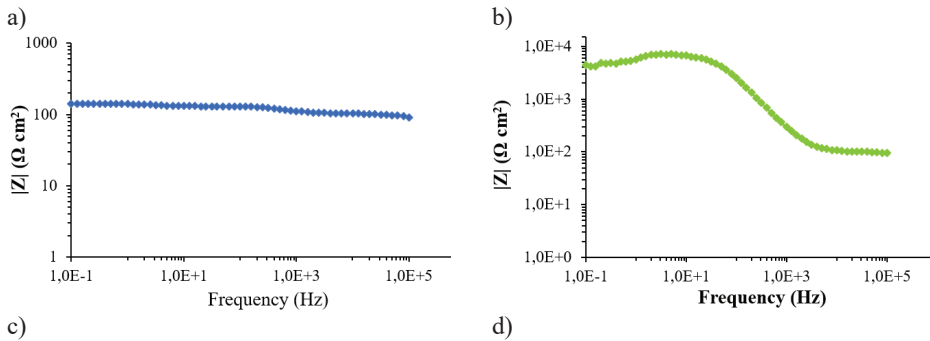 a)
1000
100
10
1
|Z| (Ω cm²)
1,0E-1 1,0E+1 1,0E+3 1,0E+5
Frequency (Hz)
b)
1,0E+4
1,0E+3
1,0E+2
1,0E+1
1,0E+0
|Z| (Ω cm²)
1,0E-1 1,0E+1 1,0E+3 1,0E+5
Frequency (Hz)
c)
d)